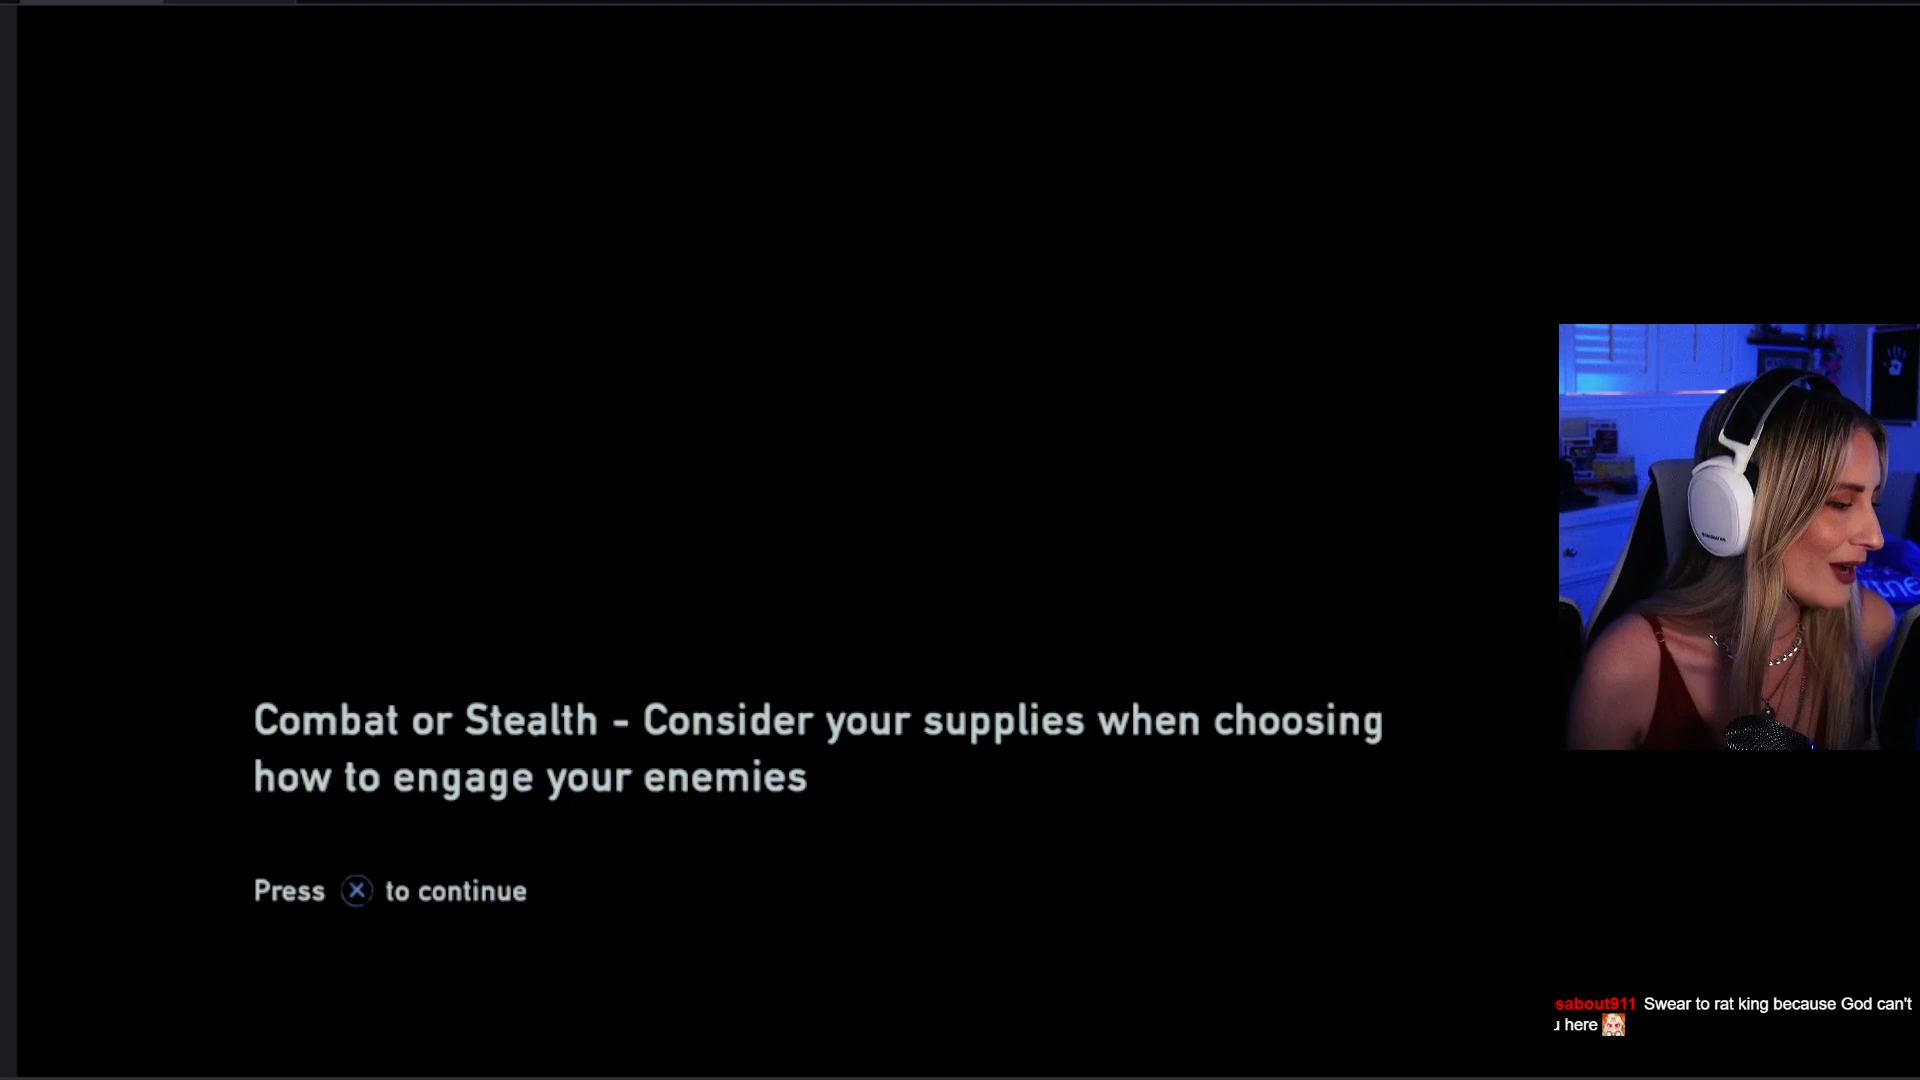 Combat or Stealth - Consider your supplies when choosing
how to engage your enemies
Press ⓧ to continue
sabout911 Swear to rat king because God can't
u here
tne